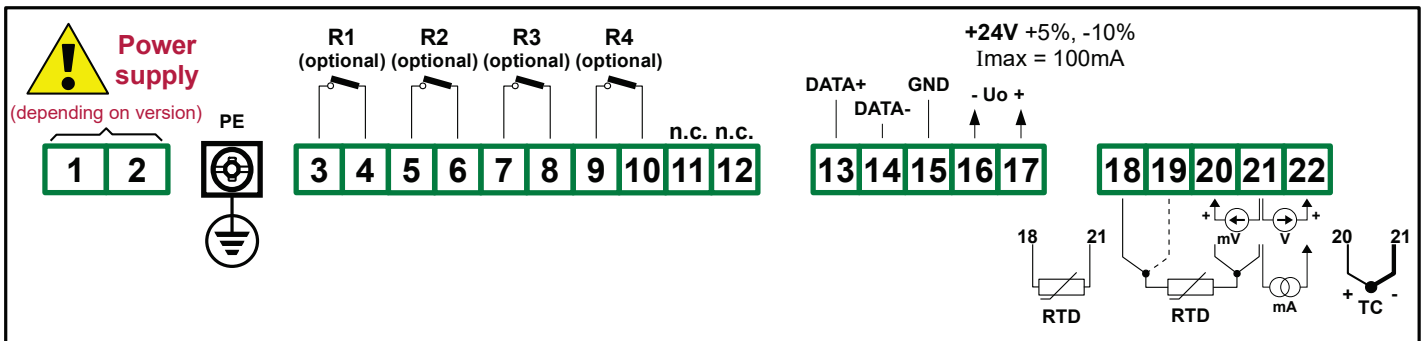 Power
supply
(depending on version)
PE
R1
(optional)
R2
(optional)
R3
(optional)
R4
(optional)
n.c. n.c.
DATA+
DATA-
GND
+24V +5%, -10%
Imax = 100mA
- Uo +
1 2
3 4 5 6 7 8 9 10 11 12
13 14 15 16 17
18 19 20 21 22
+ mV
V +
18 21
RTD
RTD
mA
20 21
+ TC -